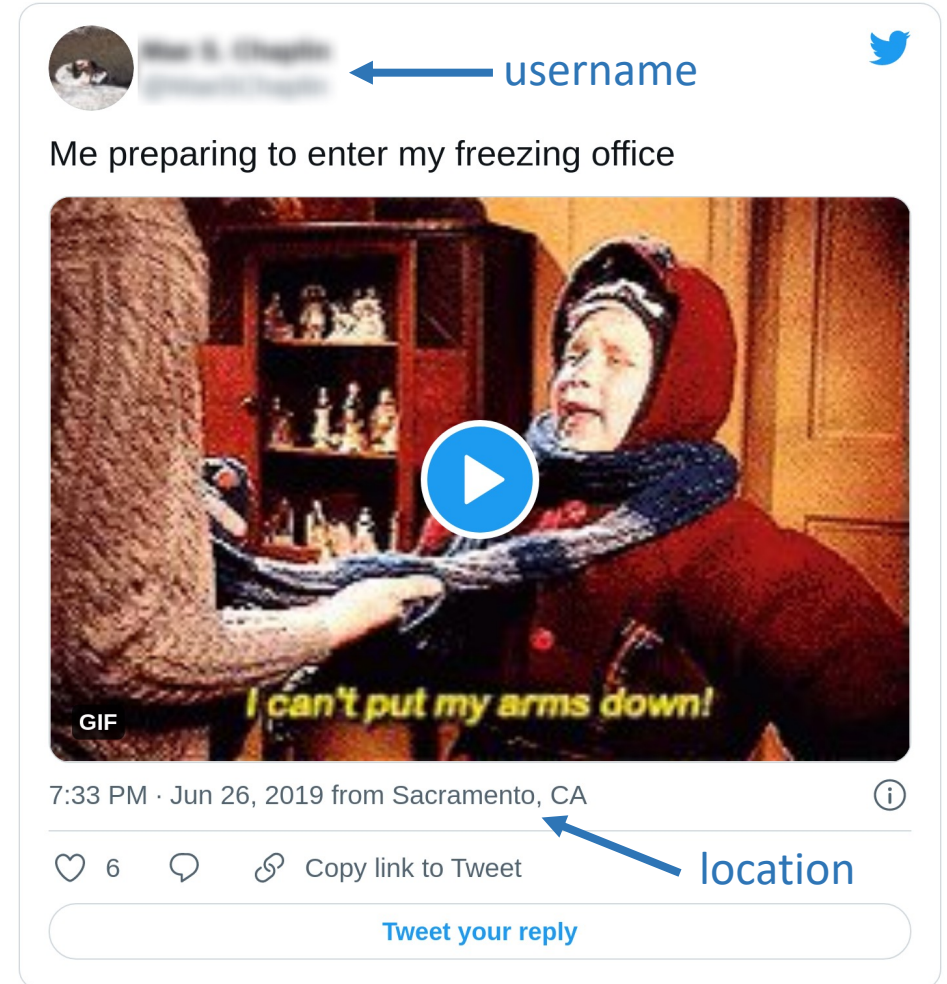 username
Me preparing to enter my freezing office
I can't put my arms down!
GIF
7:33 PM · Jun 26, 2019 from Sacramento, CA
location
6
Copy link to Tweet
Tweet your reply